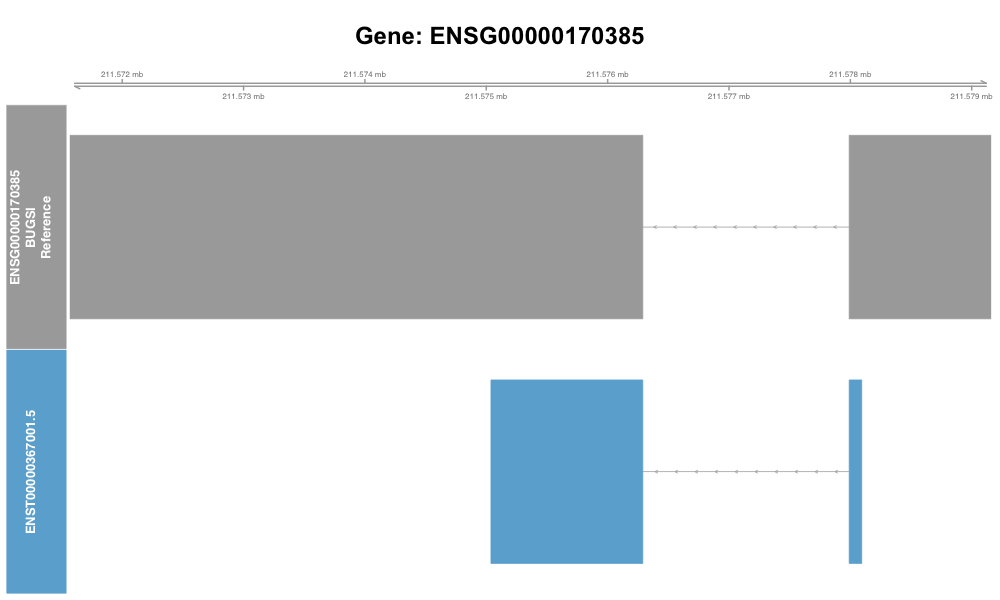 Gene: ENSG00000170385
211.572 mb
211.574 mb
211.576 mb
211.578 mb
211.573 mb
211.575 mb
211.577 mb
211.579 mb
ENSG00000170385
BUGSI
Reference
ENST00000367001.5